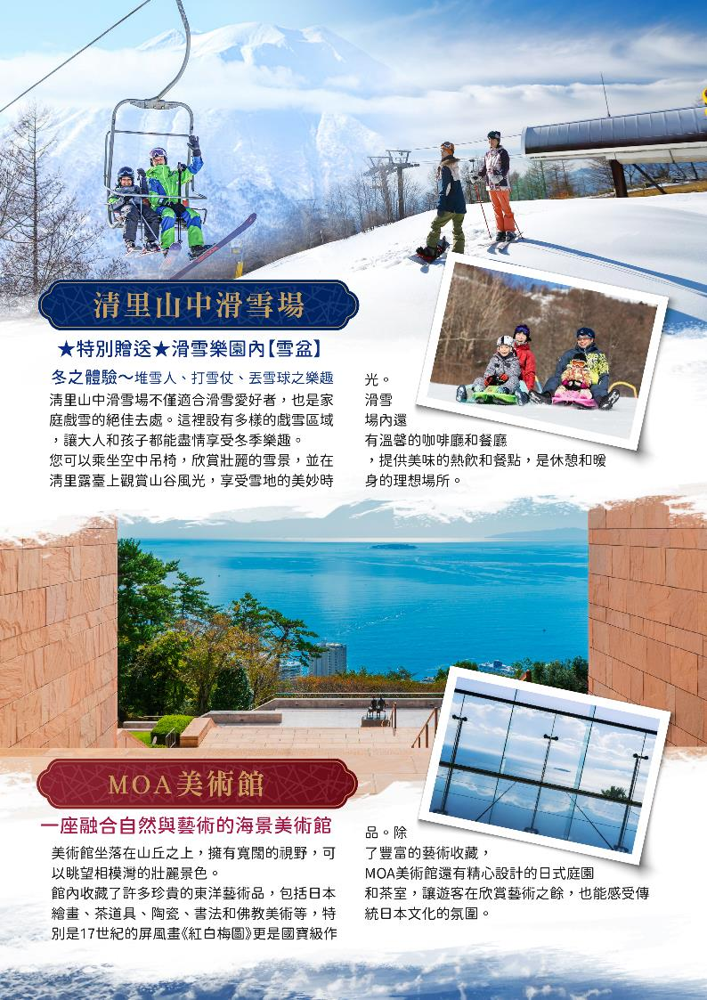 清里山中滑雪場
★特別贈送★滑雪樂園內【雪盆】
冬之體驗～堆雪人、打雪仗、丟雪球之樂趣
清里山中滑雪場不僅適合滑雪愛好者，也是家
庭戲雪的絕佳去處。這裡設有多樣的戲雪區域
，讓大人和孩子都能盡情享受冬季樂趣。
您可以乘坐空中吊椅，欣賞壯麗的雪景，並在
清里露臺上觀賞山谷風光，享受雪地的美妙時
光。
滑雪
場內還
有溫馨的咖啡廳和餐廳
，提供美味的熱飲和餐點，是休憩和暖
身的理想場所。
MOA美術館
一座融合自然與藝術的海景美術館
美術館坐落在山丘之上，擁有寬闊的視野，可
以眺望相模灣的壯麗景色。
館內收藏了許多珍貴的東洋藝術品，包括日本
繪畫、茶道具、陶瓷、書法和佛教美術等，特
別是17世紀的屏風畫《紅白梅圖》更是國寶級作
品。除
了豐富的藝術收藏，
MOA美術館還有精心設計的日式庭園
和茶室，讓遊客在欣賞藝術之餘，也能感受傳
統日本文化的氛圍。